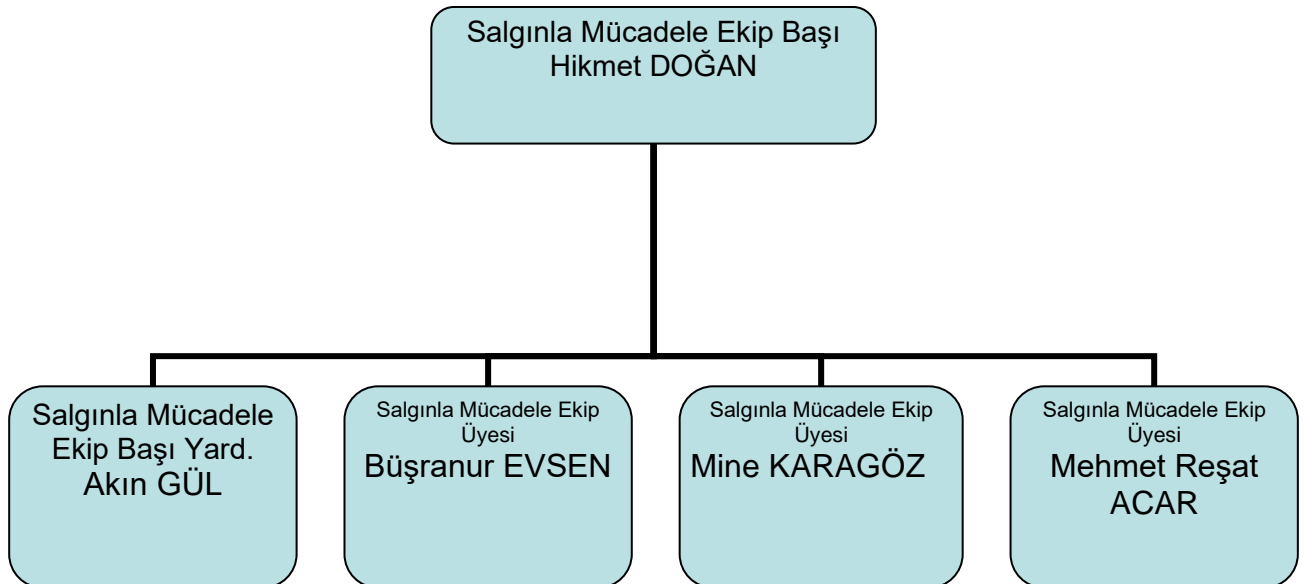 Salgınla Mücadele Ekip Başı
Hikmet DOĞAN
Salgınla Mücadele
Ekip Başı Yard.
Akın GÜL
Salgınla Mücadele Ekip
Üyesi
Büşranur EVSEN
Salgınla Mücadele Ekip
Üyesi
Mine KARAGÖZ
Salgınla Mücadele Ekip
Üyesi
Mehmet Reşat
ACAR